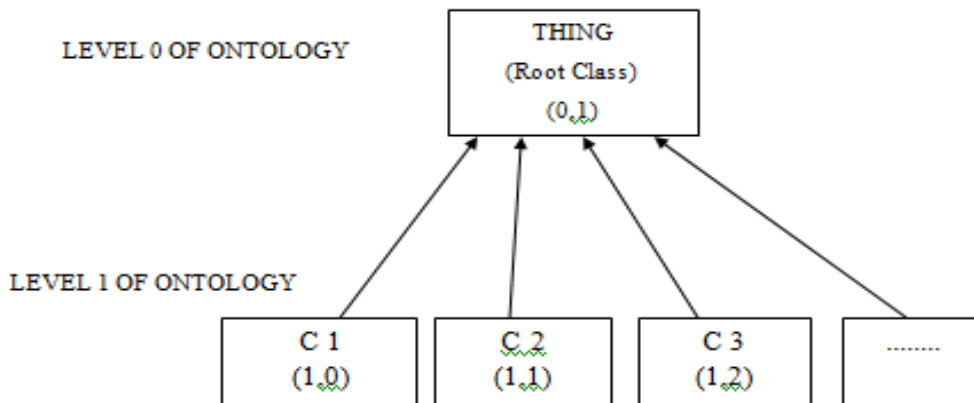 LEVEL 0 OF ONTOLOGY
THING
(Root Class)
(0,1)
LEVEL 1 OF ONTOLOGY
C 1
(1,0)
C 2
(1,1)
C 3
(1,2)
--------